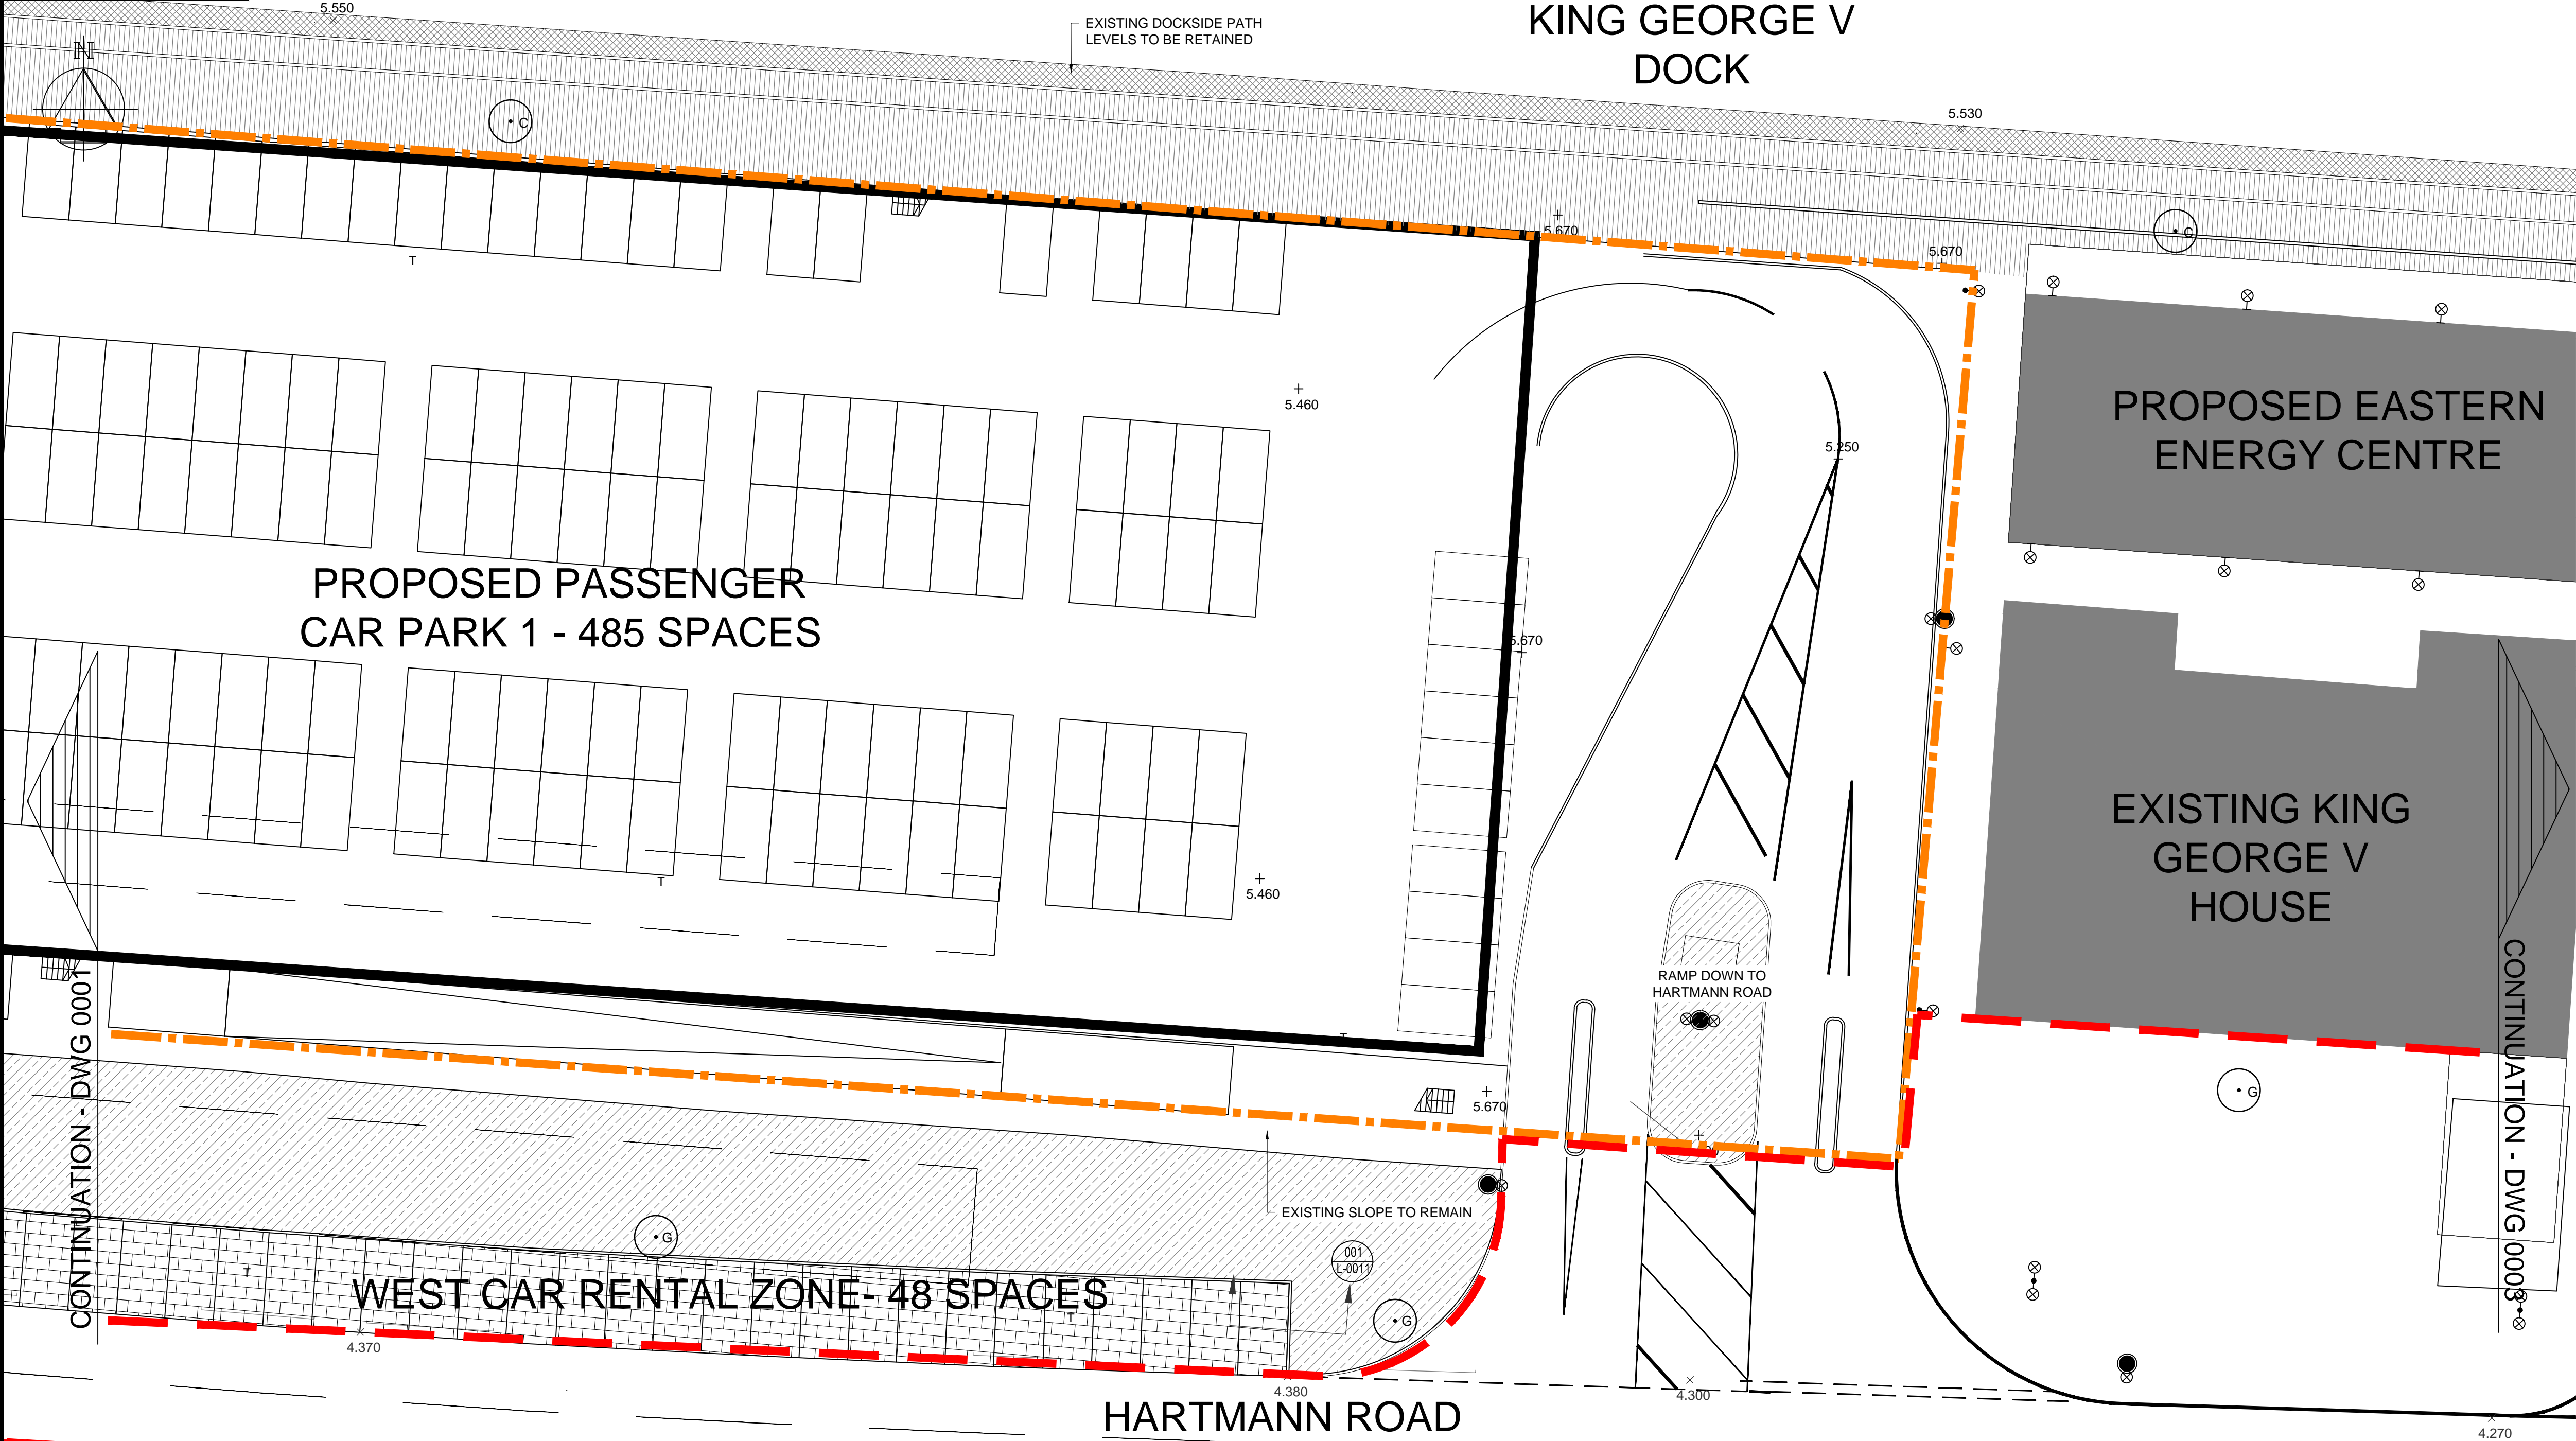 5.550
EXISTING DOCKSIDE PATH
LEVELS TO BE RETAINED
KING GEORGE V
DOCK
N
C
5.530
5.670
C
5.670
T
5.460
PROPOSED EASTERN
ENERGY CENTRE
5.250
PROPOSED PASSENGER
CAR PARK 1 - 485 SPACES
5.670
EXISTING KING
GEORGE V
HOUSE
T
5.460
RAMP DOWN TO
HARTMANN ROAD
T
5.670
G
CONTINUATION - DWG 0001
CONTINUATION - DWG 0003
EXISTING SLOPE TO REMAIN
G
001
L-0011
T
WEST CAR RENTAL ZONE- 48 SPACES
T
G
4.370
4.380
4.300
HARTMANN ROAD
4.270